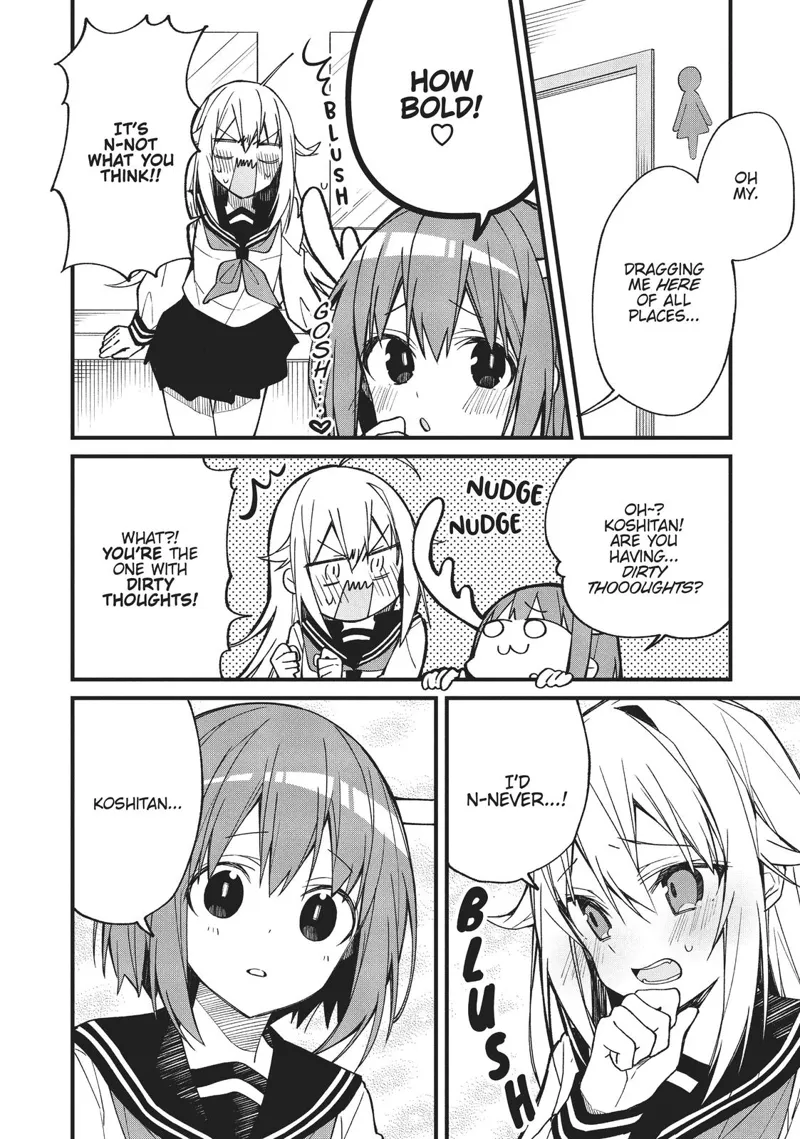 OH
MY.
DRAGGING
ME HERE
OF ALL
PLACES...
HOW
BOLD!
♡
GOSH...♥
BLUSH
IT'S
N-NOT
WHAT YOU
THINK!!
OH~?
KOSHITAN!
ARE YOU
HAVING...
DIRTY
THOOOUGHTS?
NUDGE
NUDGE
WHAT?!
YOU'RE THE
ONE WITH
DIRTY
THOUGHTS!
I'D
N-NEVER...!
BLUSH
KOSHITAN...